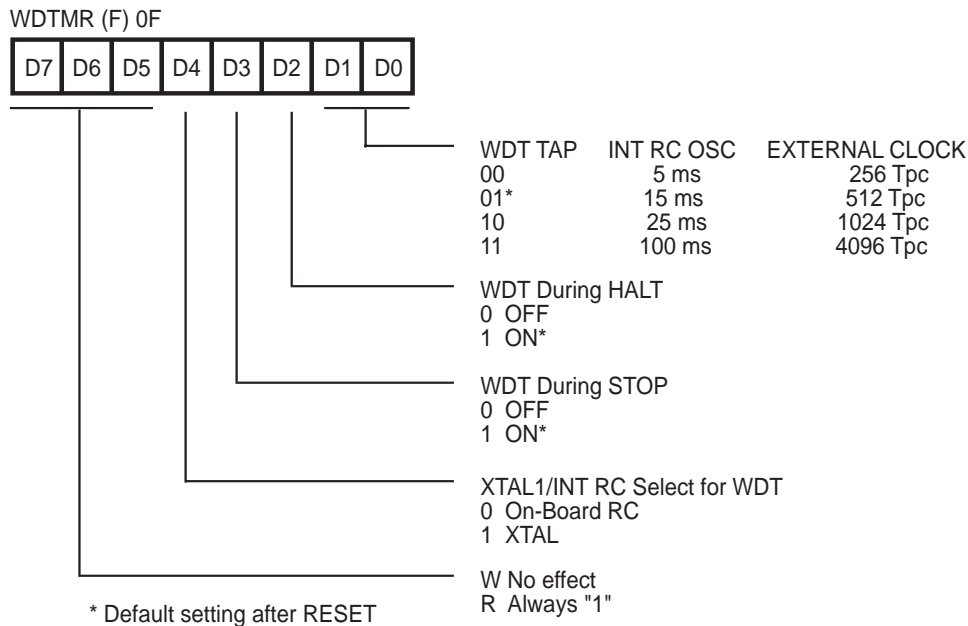 WDTMR (F) 0F
D7 D6 D5 D4 D3 D2 D1 D0
WDT TAP INT RC OSC EXTERNAL CLOCK
00 5 ms 256 Tpc
01* 15 ms 512 Tpc
10 25 ms 1024 Tpc
11 100 ms 4096 Tpc
WDT During HALT
0 OFF
1 ON*
WDT During STOP
0 OFF
1 ON*
XTAL1/INT RC Select for WDT
0 On-Board RC
1 XTAL
W No effect
R Always "1"
* Default setting after RESET